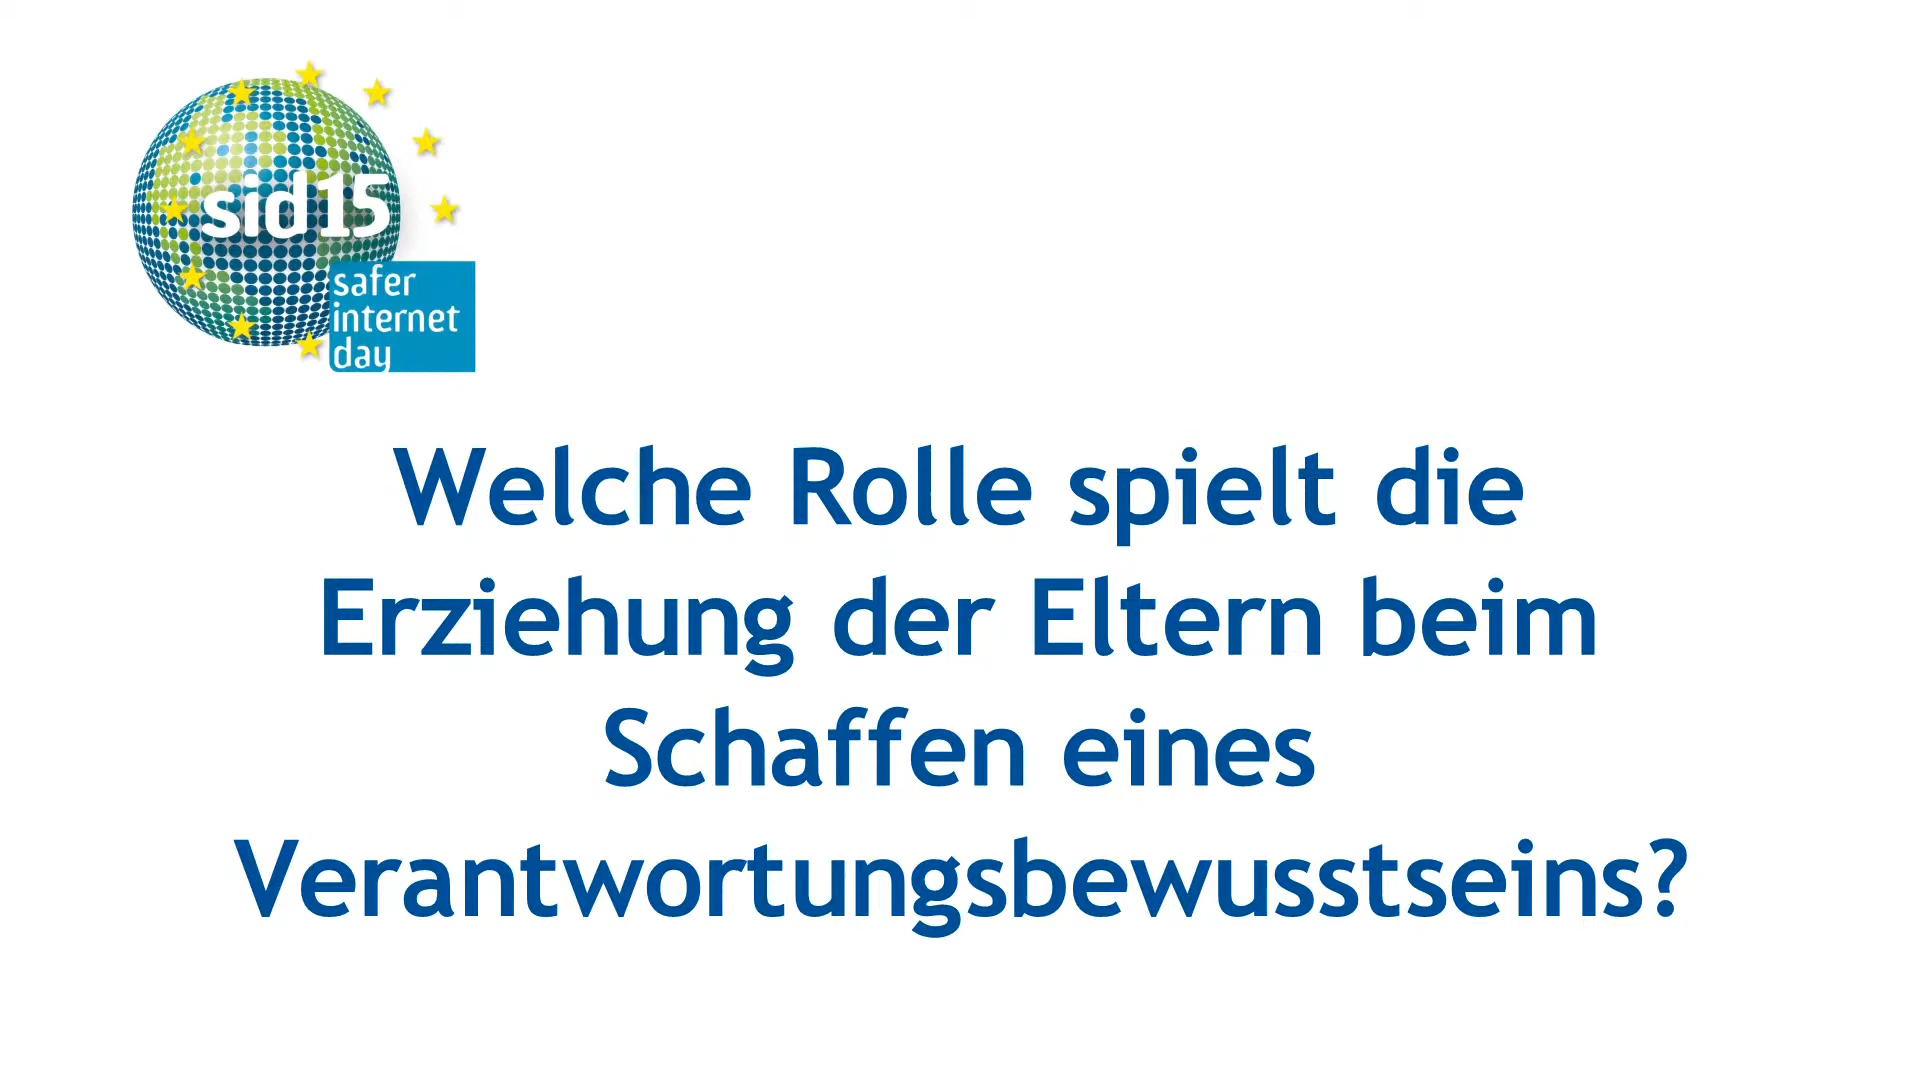 sid15
safer
internet
day
Welche Rolle spielt die
Erziehung der Eltern beim
Schaffen eines
Verantwortungsbewusstseins?